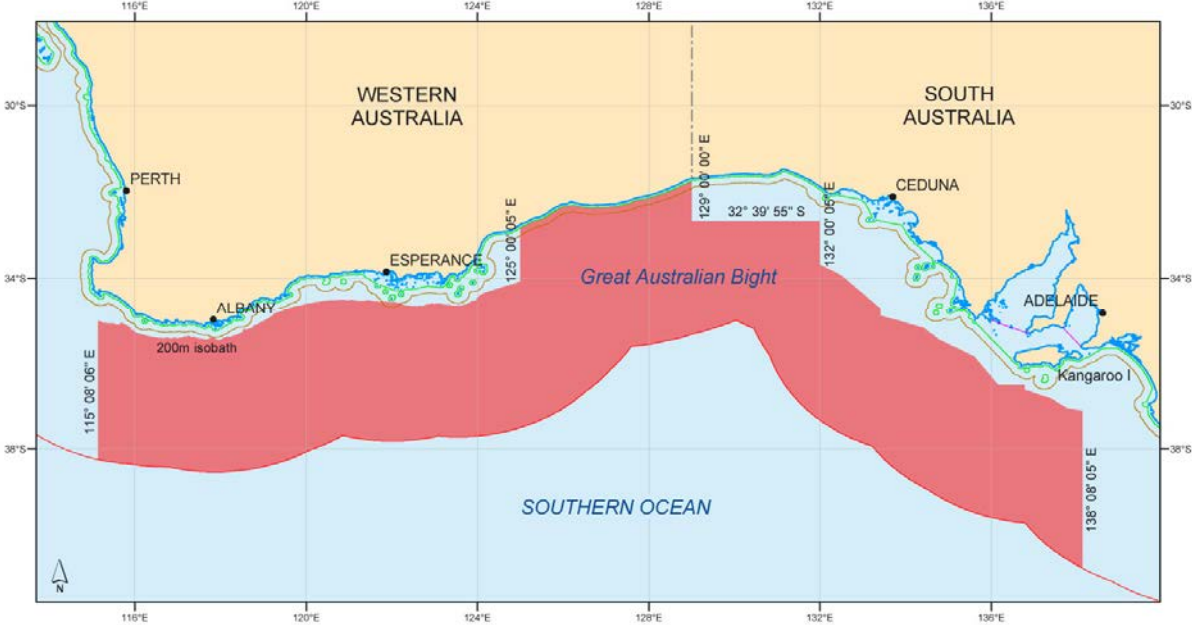 116°E
120°E
124°E
128°E
132°E
136°E
30°S
30°S
WESTERN
AUSTRALIA
SOUTH
AUSTRALIA
PERTH
129° 00' 00" E
CEDUNA
32° 39' 55" S
125° 00' 05" E
132° 00' 05" E
ESPERANCE
34°S
34°S
Great Australian Bight
ALBANY
ADELAIDE
200m isobath
Kangaroo I
115° 08' 06" E
38°S
38°S
138° 08' 05" E
SOUTHERN OCEAN
N
116°E
120°E
124°E
128°E
132°E
136°E